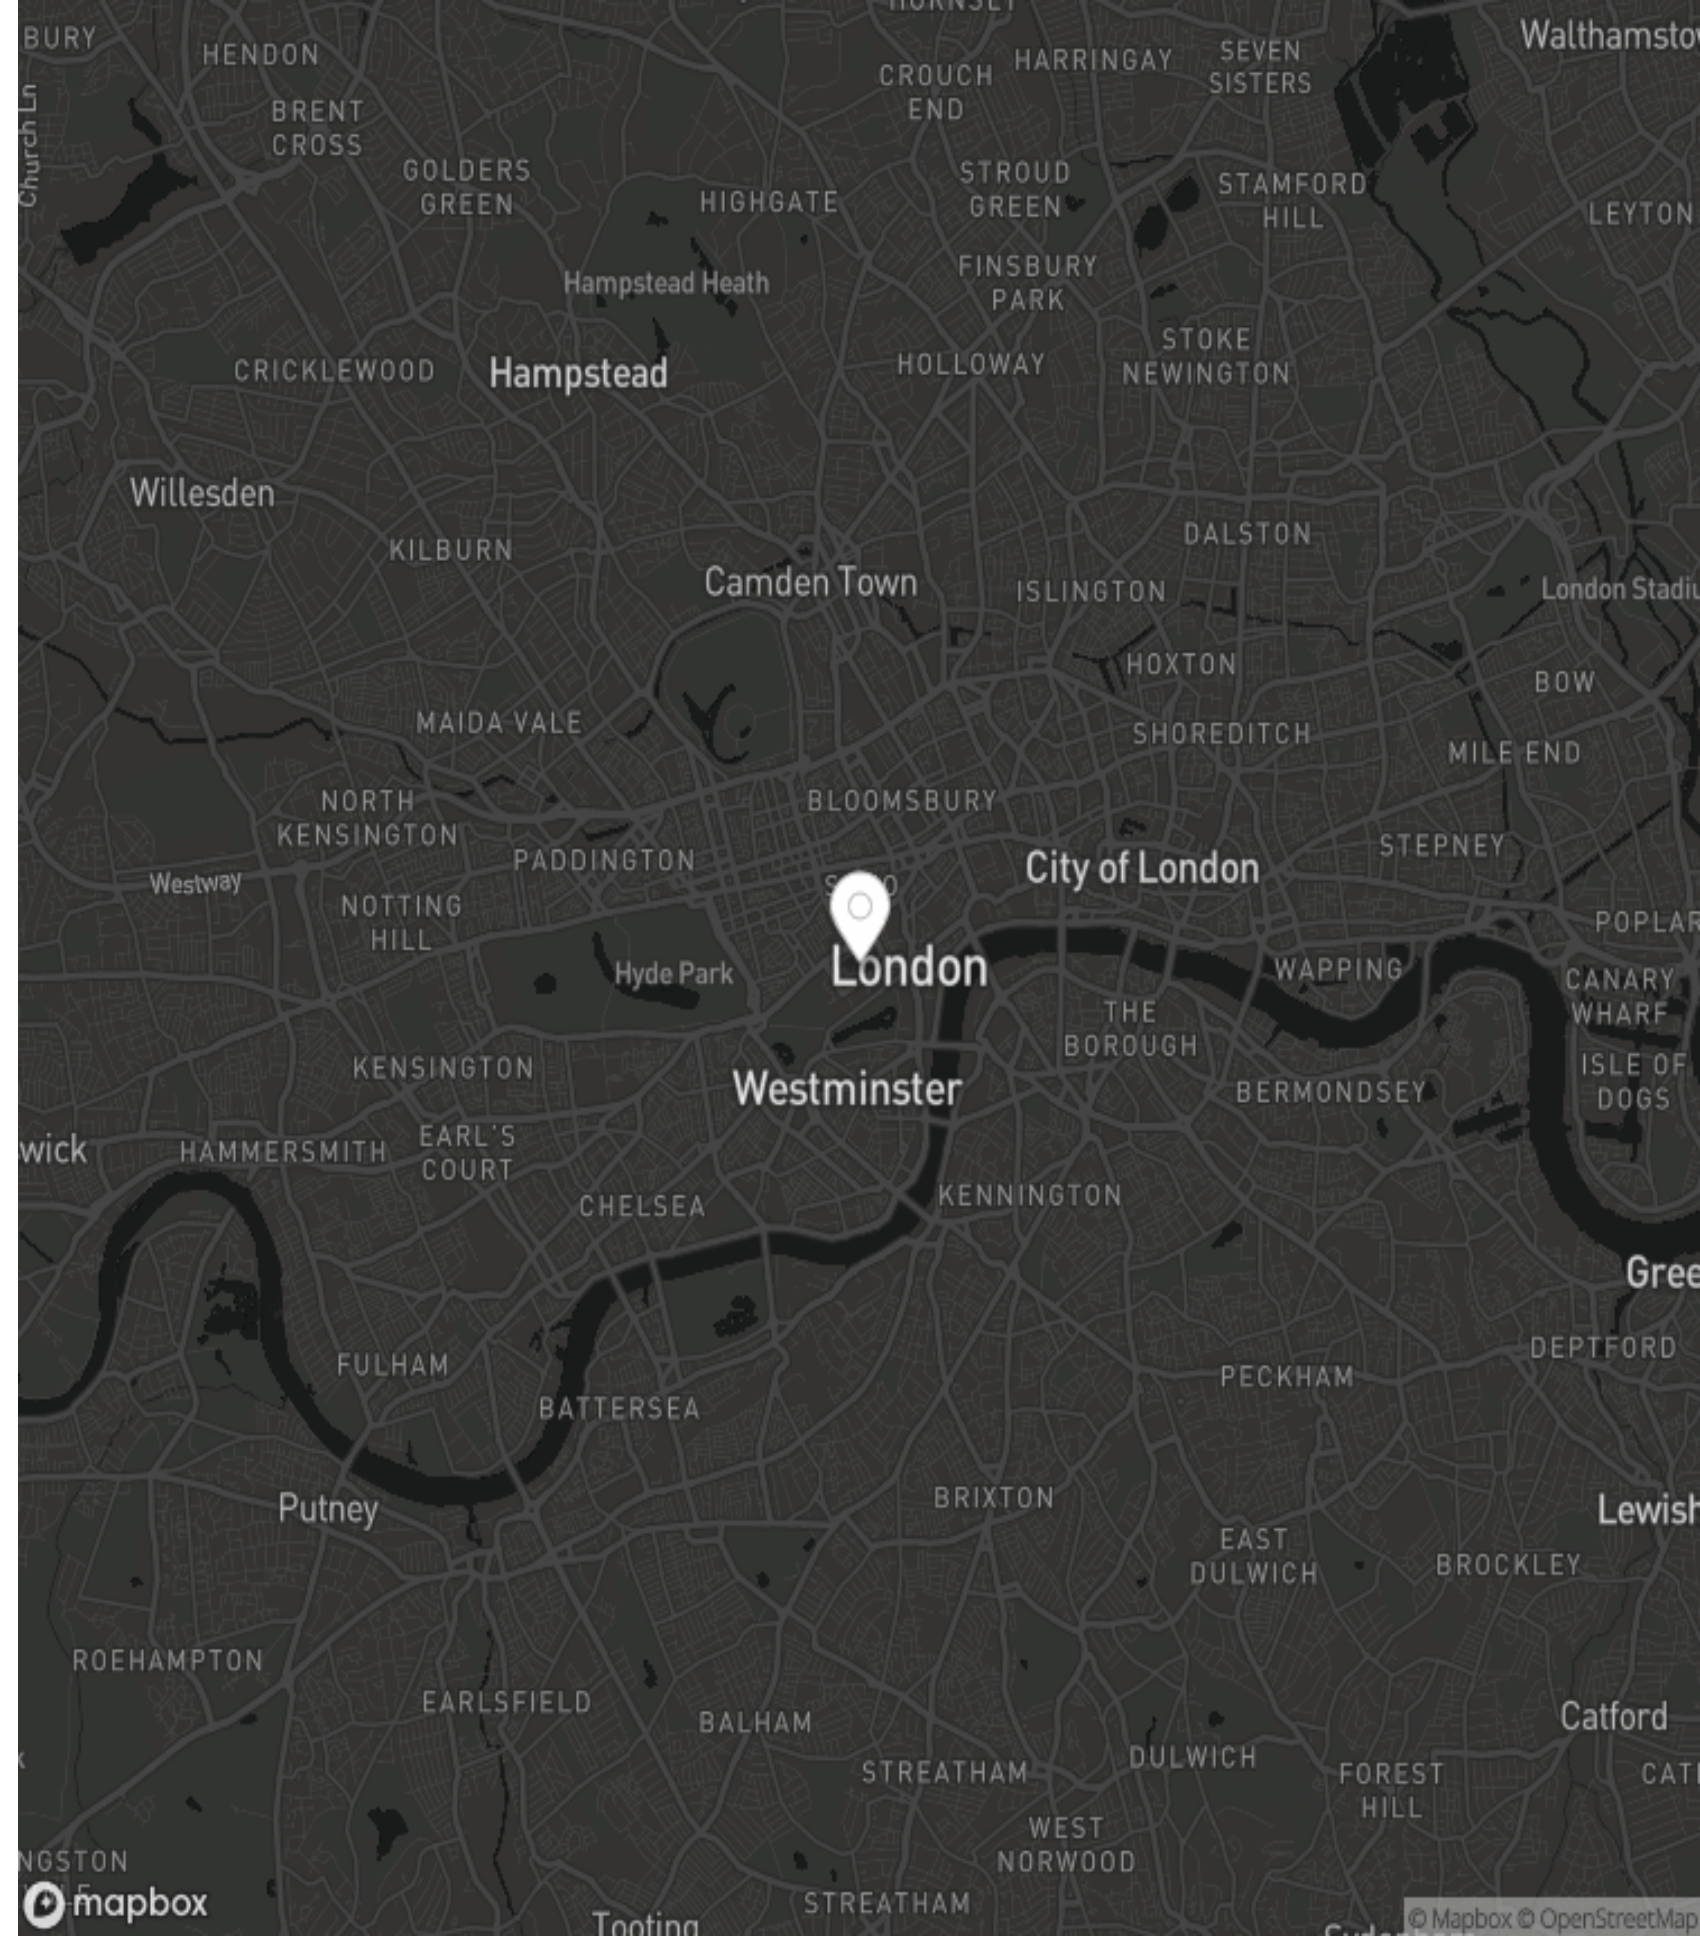 HORNSEY
BURY
HENDON
HARRINGAY
SEVEN
SISTERS
Walthamstow
CROUCH
END
Church Ln
BRENT
CROSS
GOLDERS
GREEN
HIGHGATE
STROUD
GREEN
STAMFORD
HILL
LEYTON
Hampstead Heath
FINSBURY
PARK
CRICKLEWOOD
Hampstead
HOLLOWAY
STOKE
NEWINGTON
Willesden
KILBURN
DALSTON
Camden Town
ISLINGTON
London Stadiu
HOXTON
BOW
MAIDA VALE
SHOREDITCH
MILE END
NORTH
KENSINGTON
BLOOMSBURY
PADDINGTON
STEPNEY
City of London
Westway
NOTTING
HILL
POPLAR
Hyde Park
London
WAPPING
CANARY
WHARF
THE
BOROUGH
KENSINGTON
Westminster
BERMONDSEY
ISLE OF
DOGS
wick
HAMMERSMITH
EARL'S
COURT
CHELSEA
KENNINGTON
Gree
FULHAM
DEPTFORD
PECKHAM
BATTERSEA
Putney
BRIXTON
Lewish
EAST
DULWICH
BROCKLEY
ROEHAMPTON
EARLSFIELD
BALHAM
Catford
STREATHAM
DULWICH
FOREST
HILL
CATF
WEST
NORWOOD
NGSTON
mapbox
STREATHAM
Tooting
© Mapbox © OpenStreetMap